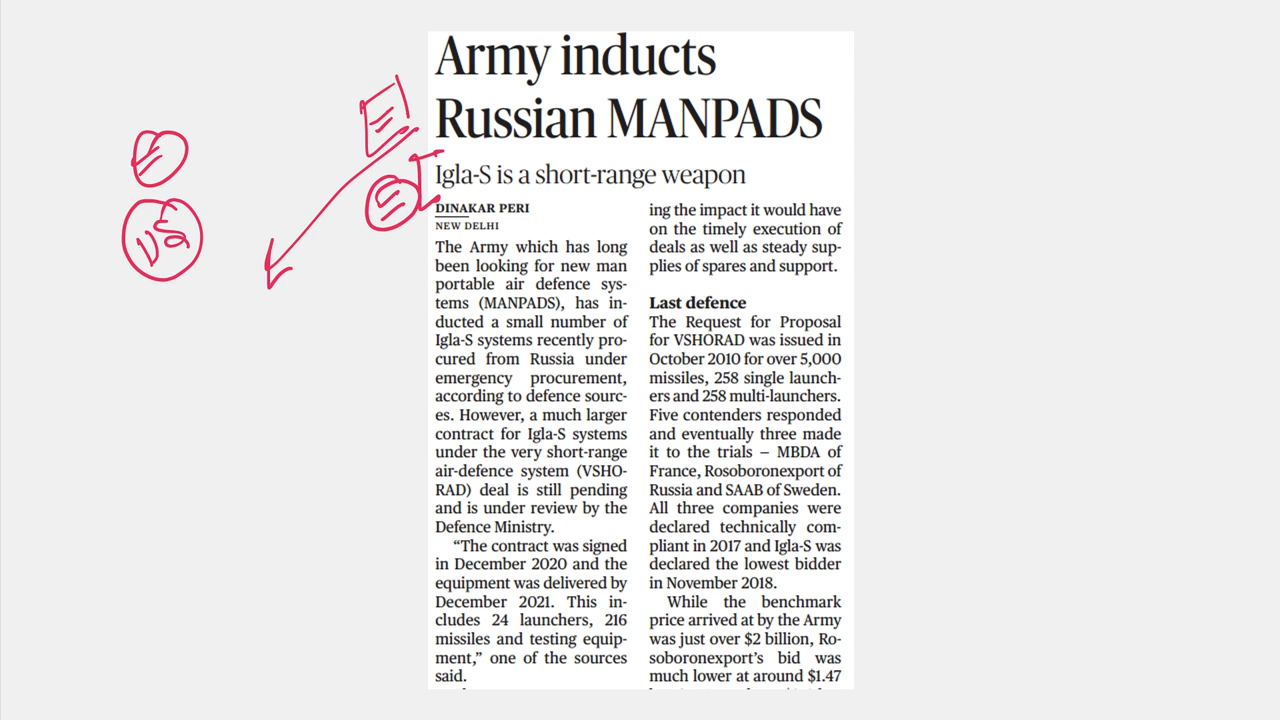 Army inducts
Russian MANPADS
Igla-S is a short-range weapon
DINAKAR PERI
NEW DELHI
The Army which has long
been looking for new man
portable air defence sys-
tems (MANPADS), has in-
ducted a small number of
Igla-S systems recently pro-
cured from Russia under
emergency procurement,
according to defence sourc-
es. However, a much larger
contract for Igla-S systems
under the very short-range
air-defence system (VSHO-
RAD) deal is still pending
and is under review by the
Defence Ministry.
“The contract was signed
in December 2020 and the
equipment was delivered by
December 2021. This in-
cludes 24 launchers, 216
missiles and testing equip-
ment,” one of the sources
said.
ing the impact it would have
on the timely execution of
deals as well as steady sup-
plies of spares and support.
Last defence
The Request for Proposal
for VSHORAD was issued in
October 2010 for over 5,000
missiles, 258 single launch-
ers and 258 multi-launchers.
Five contenders responded
and eventually three made
it to the trials – MBDA of
France, Rosoboronexport of
Russia and SAAB of Sweden.
All three companies were
declared technically com-
pliant in 2017 and Igla-S was
declared the lowest bidder
in November 2018.
While the benchmark
price arrived at by the Army
was just over $2 billion, Ro-
soboronexport’s bid was
much lower at around $1.47
US